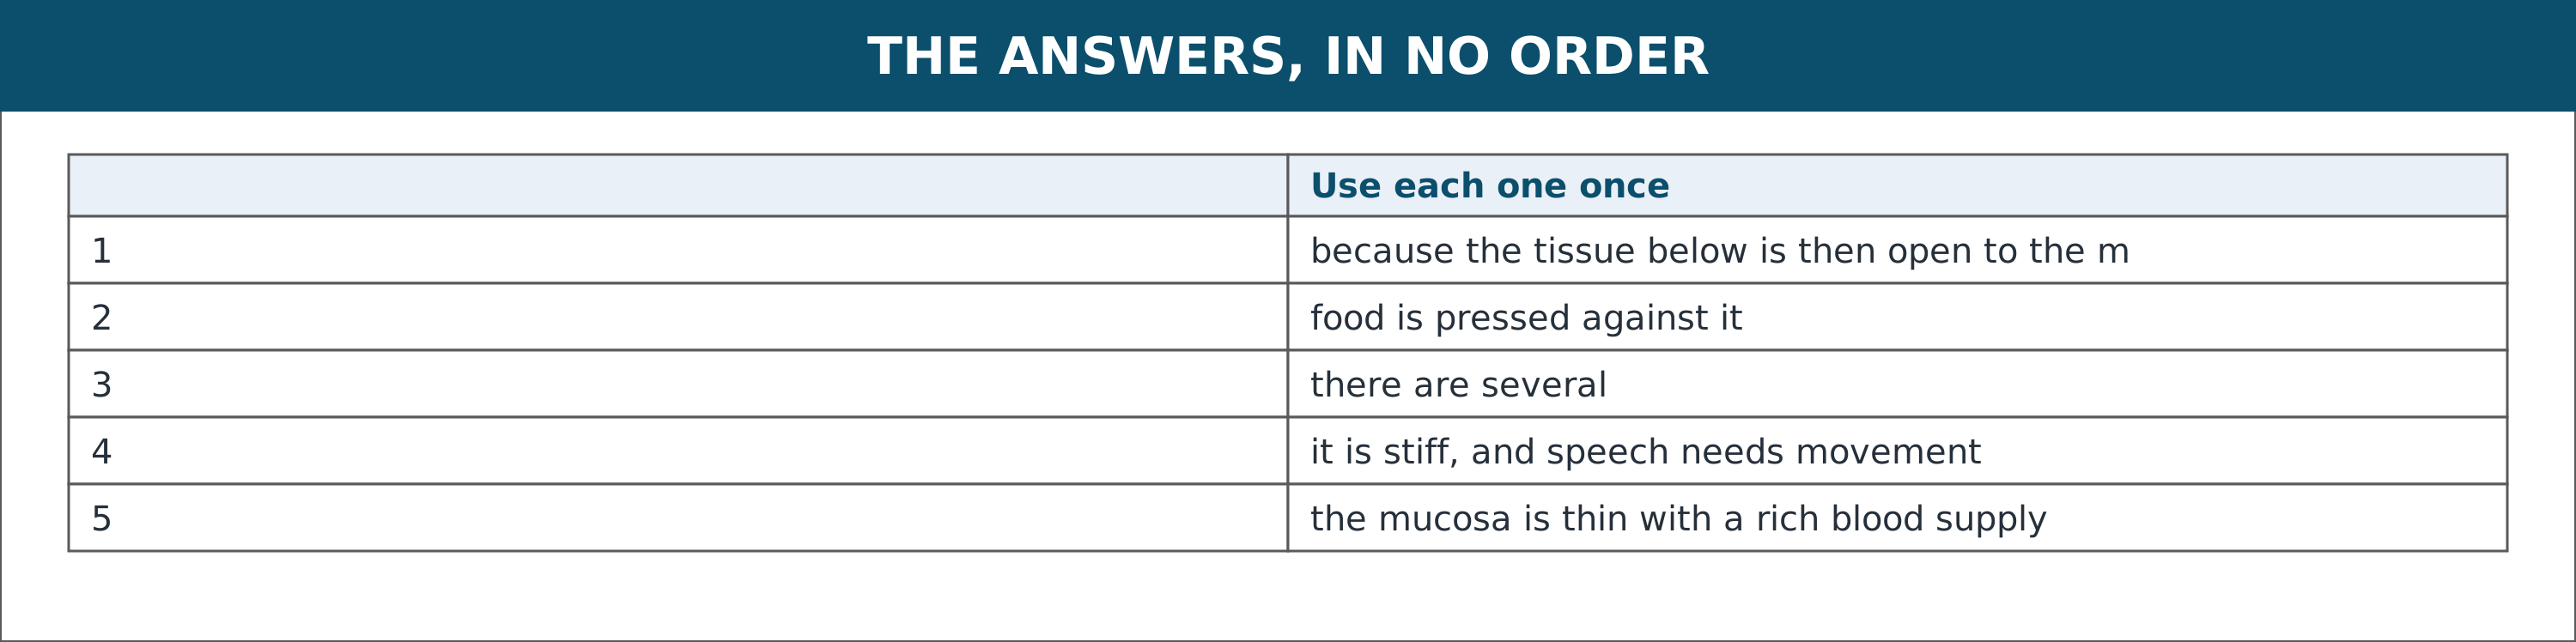 THE ANSWERS, IN NO ORDER
Use each one once
1 because the tissue below is then open to the m
2 food is pressed against it
3 there are several
4 it is stiff, and speech needs movement
5 the mucosa is thin with a rich blood supply